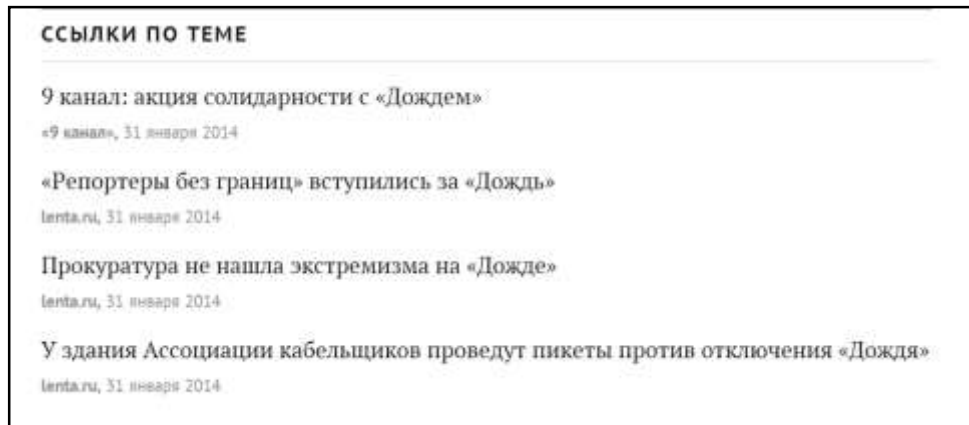 ССЫЛКИ ПО ТЕМЕ
9 канал: акция солидарности с «Дождем»
«9 канал», 31 января 2014
«Репортеры без границ» вступились за «Дождь»
lenta.ru, 31 января 2014
Прокуратура не нашла экстремизма на «Дожде»
lenta.ru, 31 января 2014
У здания Ассоциации кабельщиков проведут пикеты против отключения «Дождя»
lenta.ru, 31 января 2014